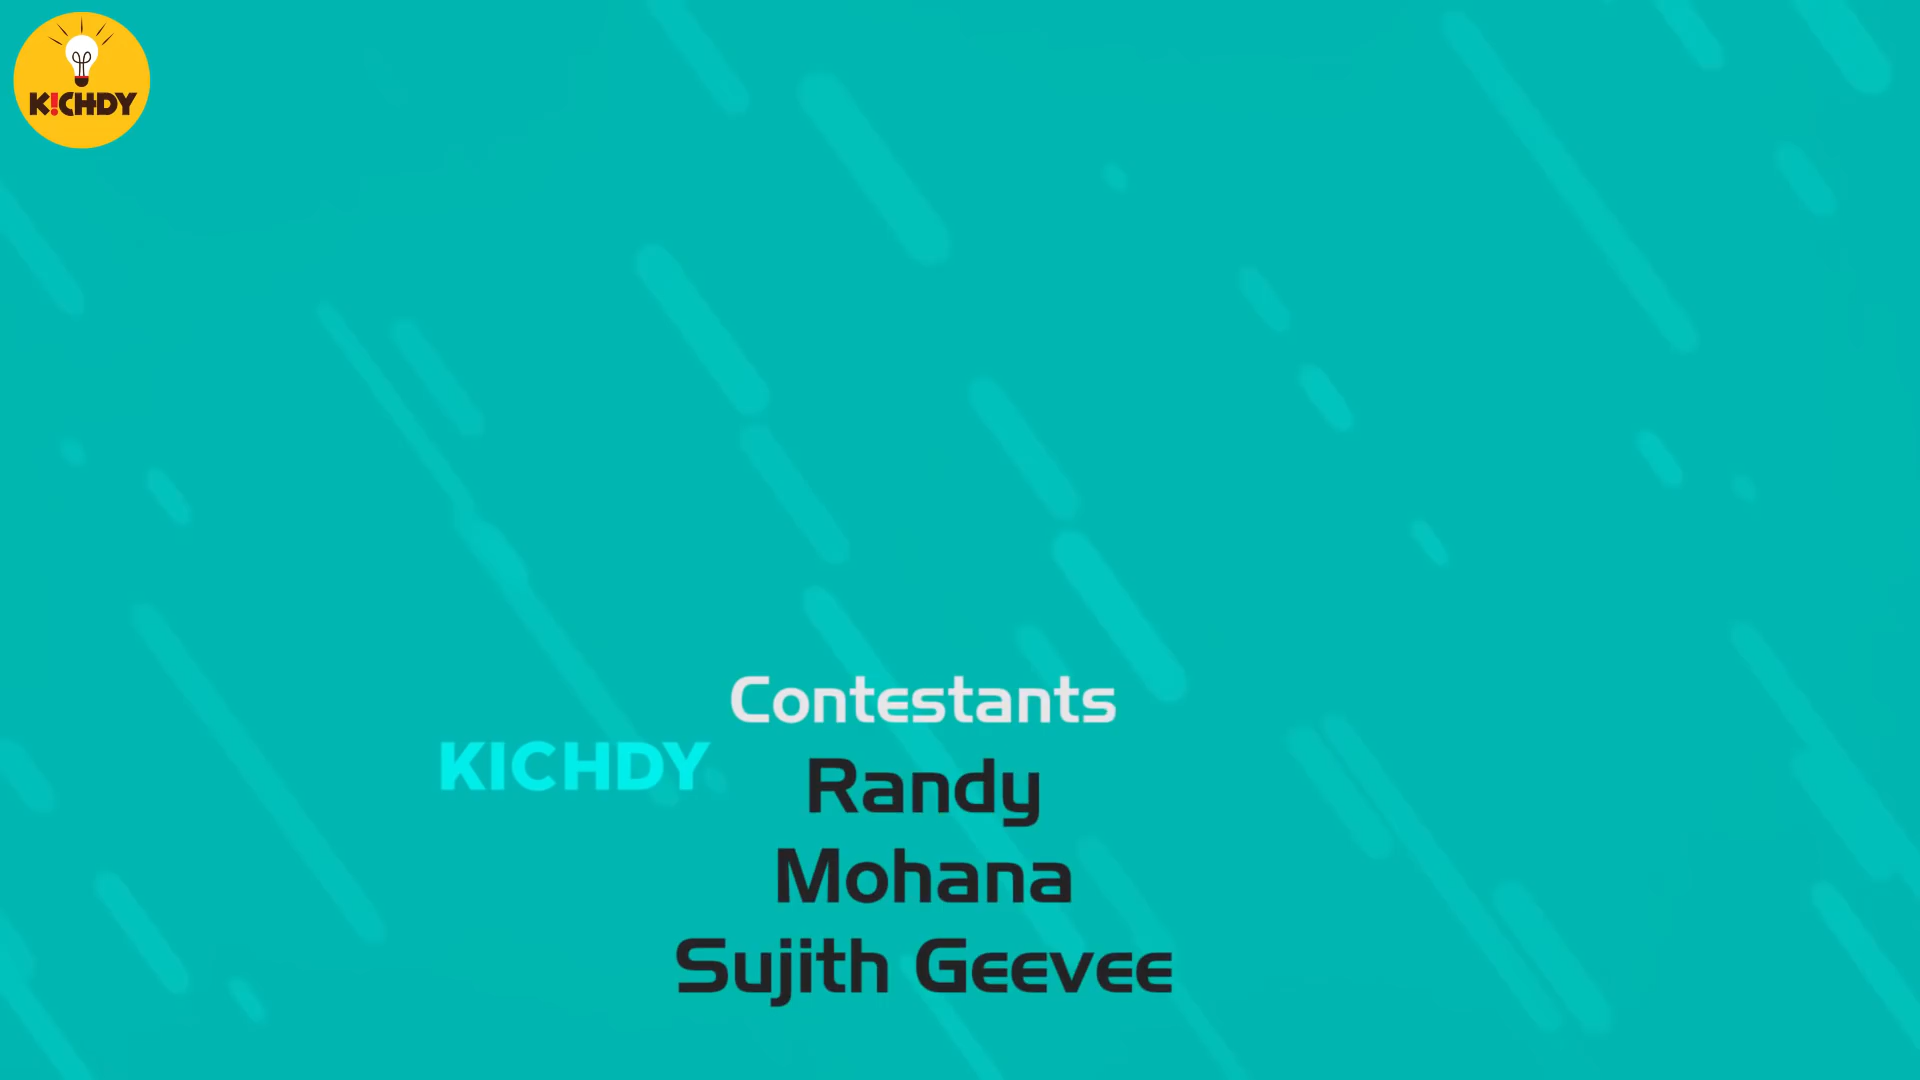 K!CHDY
Contestants
KICHDY
Randy
Mohana
Sujith Geevee